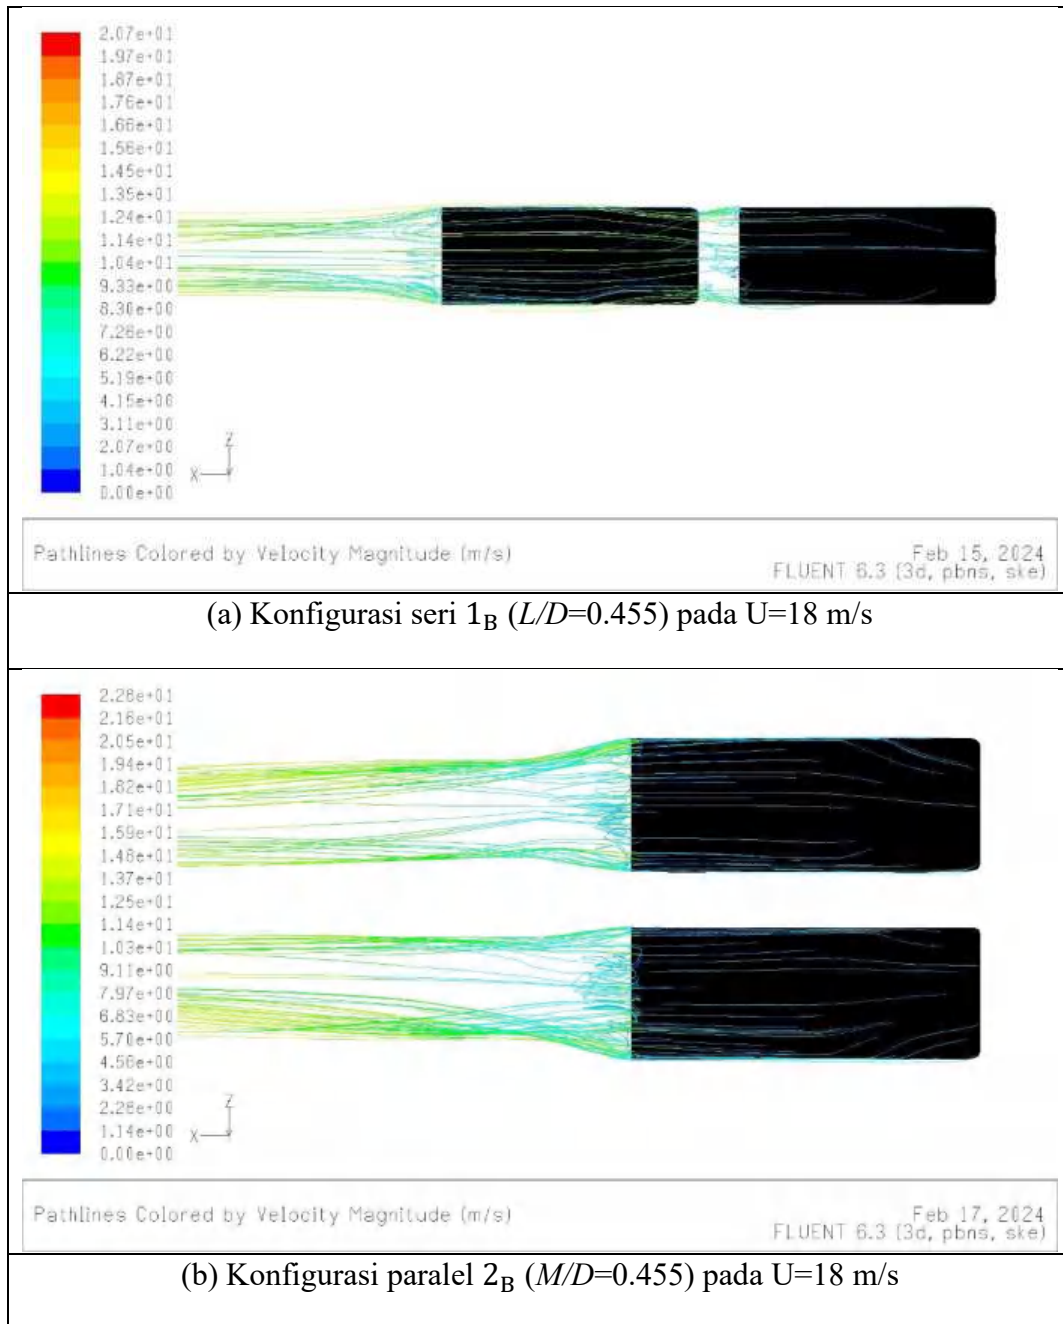 2.07e+01
1.97e+01
1.87e+01
1.76e+01
1.66e+01
1.56e+01
1.45e+01
1.35e+01
1.24e+01
1.14e+01
1.04e+01
9.33e+00
8.30e+00
7.26e+00
6.22e+00
5.19e+00
4.15e+00
3.11e+00
2.07e+00
1.04e+00
0.00e+00
Z
X
Pathlines Colored by Velocity Magnitude (m/s)
Feb 15, 2024
FLUENT 6.3 (3d, pbns, ske)
(a) Konfigurasi seri 1B (L/D=0.455) pada U=18 m/s
2.28e+01
2.16e+01
2.05e+01
1.94e+01
1.82e+01
1.71e+01
1.59e+01
1.48e+01
1.37e+01
1.25e+01
1.14e+01
1.03e+01
9.11e+00
7.97e+00
6.83e+00
5.70e+00
4.56e+00
3.42e+00
2.28e+00
1.14e+00
0.00e+00
Z
X
Pathlines Colored by Velocity Magnitude (m/s)
Feb 17, 2024
FLUENT 6.3 (3d, pbns, ske)
(b) Konfigurasi paralel 2B (M/D=0.455) pada U=18 m/s